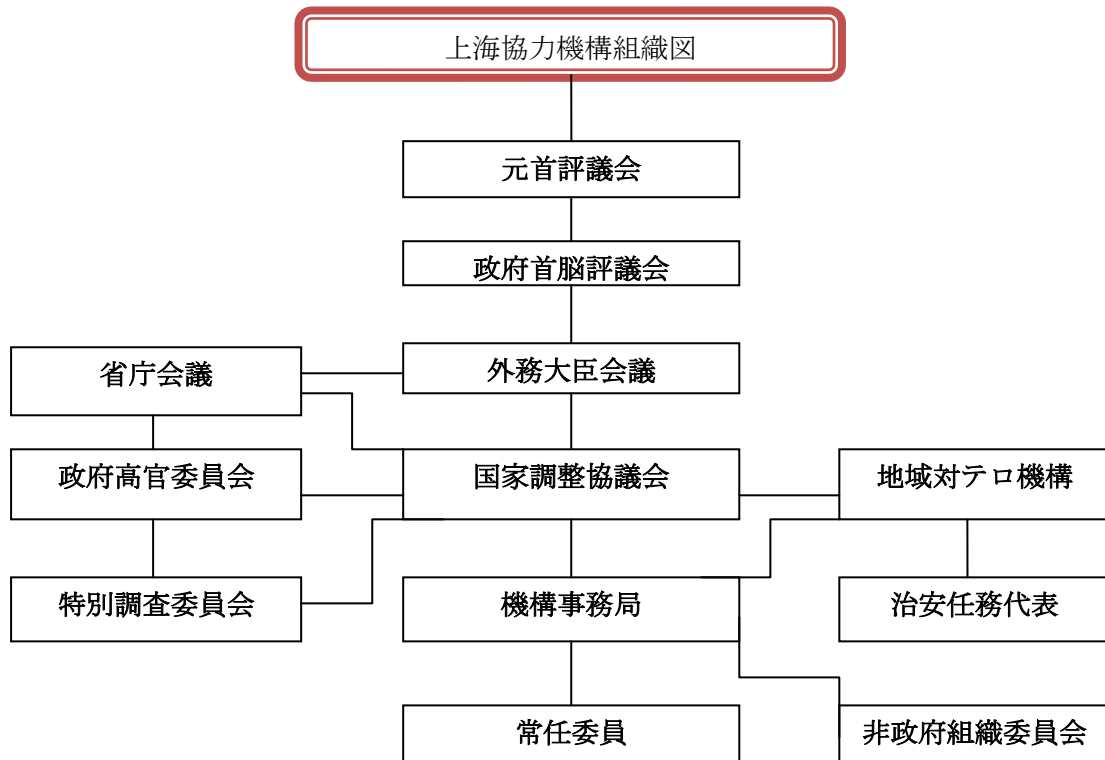 上海協力機構組織図
元首評議会
政府首脳評議会
省庁会議
外務大臣会議
政府高官委員会
国家調整協議会
地域対テロ機構
特別調査委員会
機構事務局
治安任務代表
常任委員
非政府組織委員会